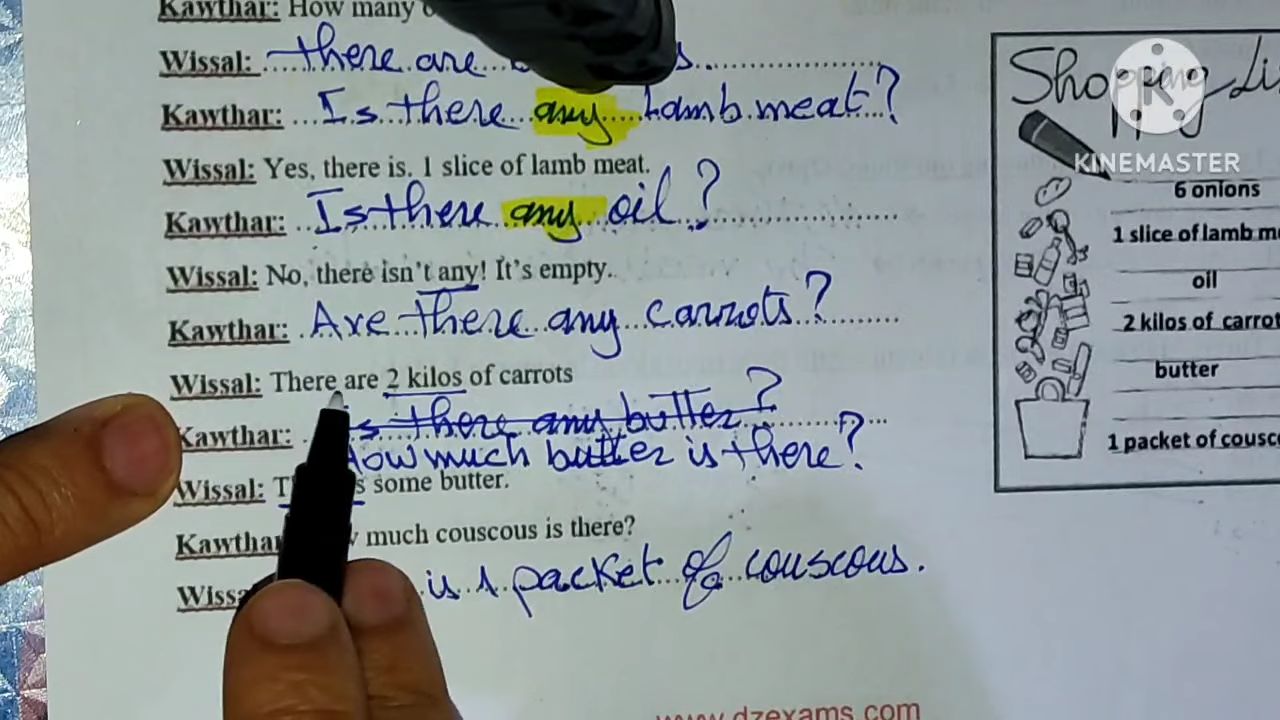 Kawthar: How many
Wissal: there are
Kawthar: Is there any Lamb meat?
Wissal: Yes, there is. 1 slice of lamb meat.
Kawthar: Is there any oil?
Wissal: No, there isn't any! It's empty.
Kawthar: Are there any carrots?
Wissal: There are 2 kilos of carrots
Kawthar: Is there any butter?
How much butter is there?
Wissal: some butter.
Kawthar much couscous is there?
is 1 packet of couscous.
www.dzexams.com
Shopping
KINEMASTER
6 onions
1 slice of lamb
oil
2 kilos of
butter
1 packet of